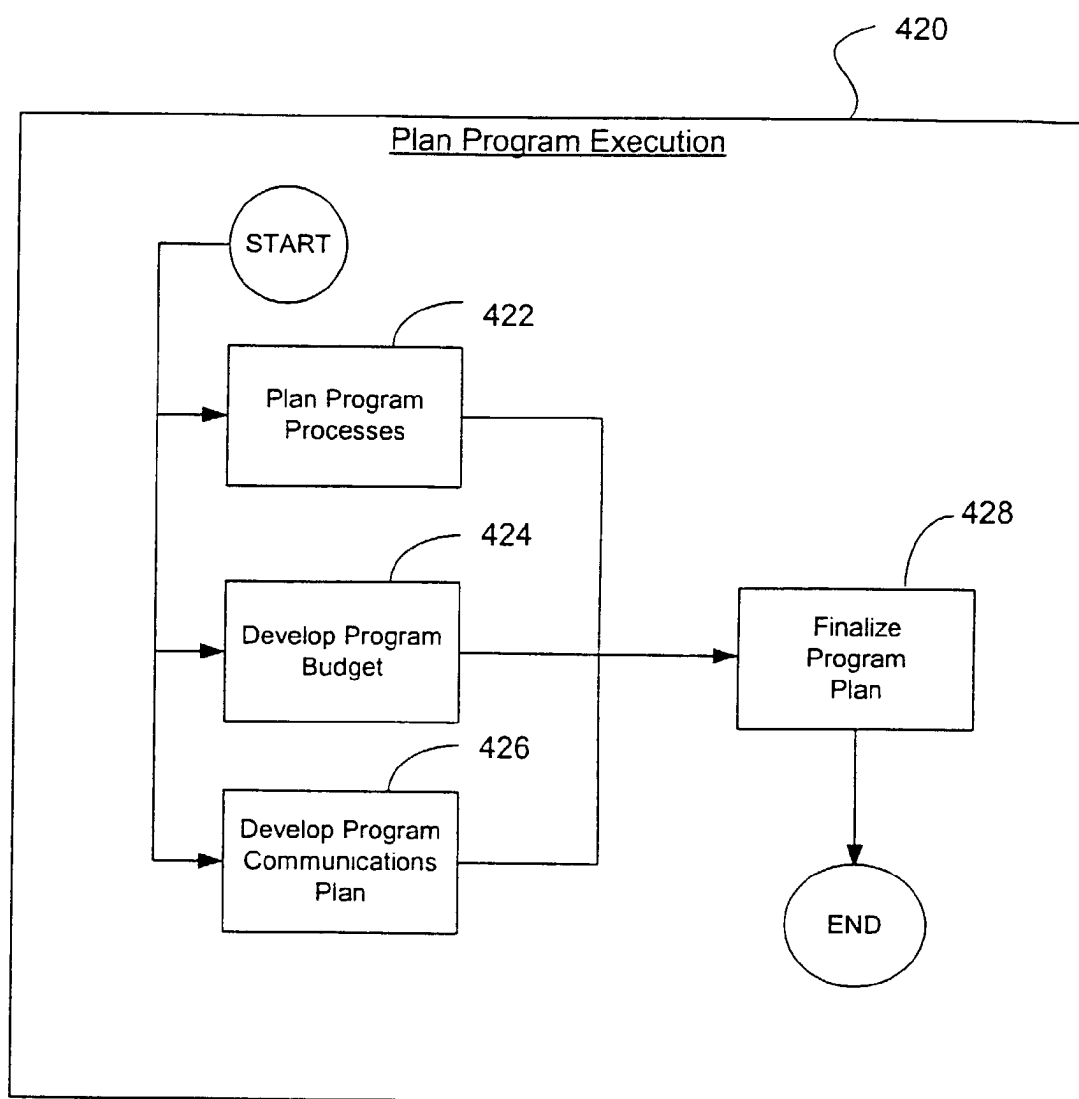 420
Plan Program Execution
START
422
Plan Program
Processes
424
Develop Program
Budget
426
Develop Program
Communications
Plan
428
Finalize
Program
Plan
END